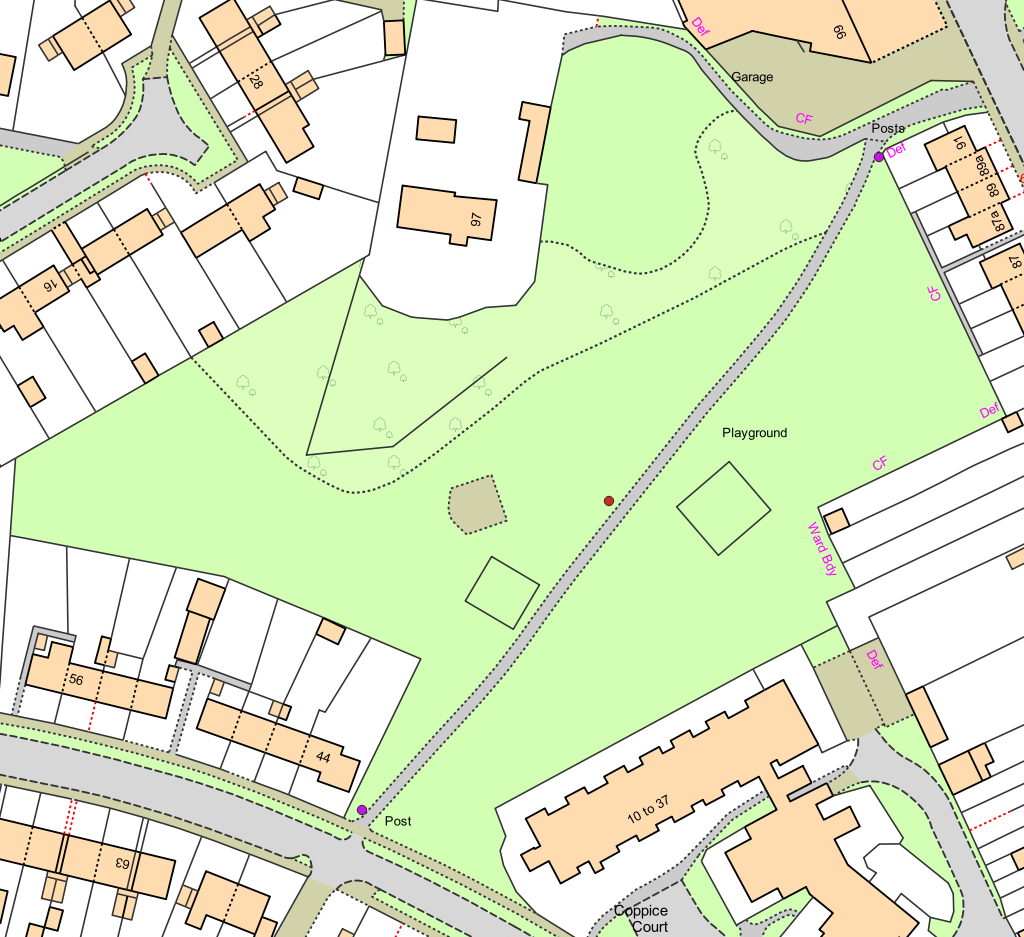 Def
66
Garage
28
CF
Posts
Def
91
89a
89
87a
97
87
16
CF
Def
Playground
CF
Ward Bdy
Def
56
44
10 to 37
Post
63
Coppice
Court